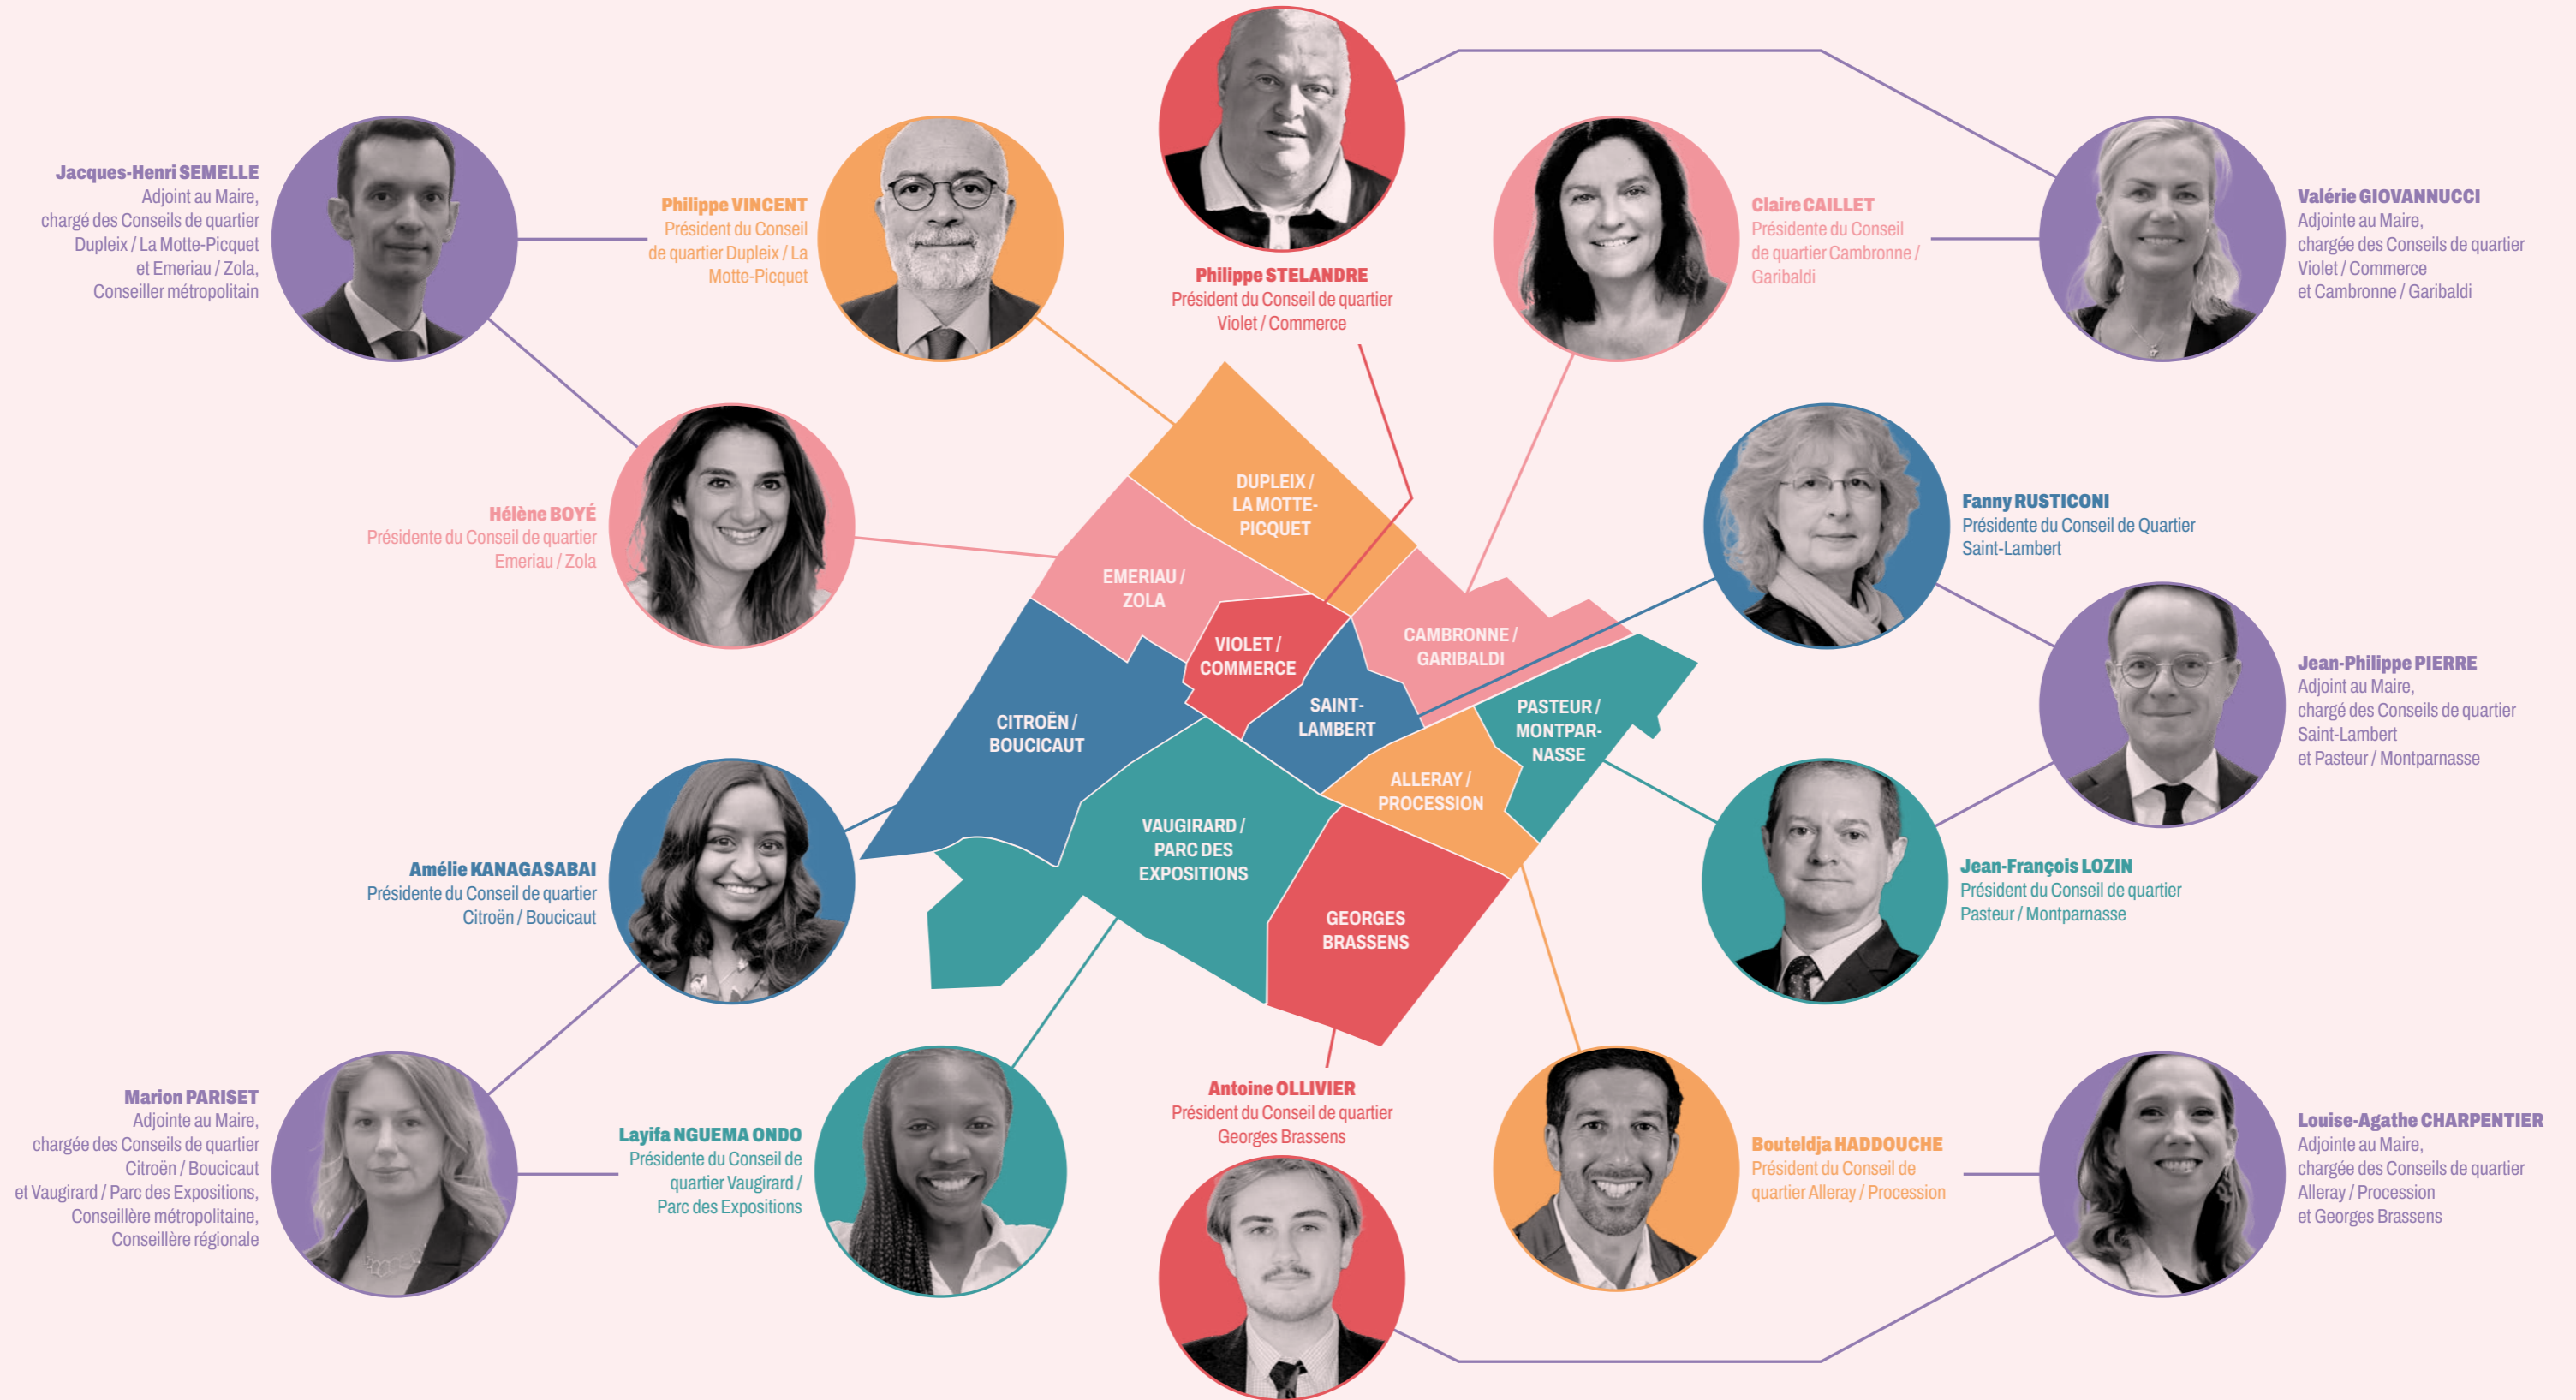 Jacques-Henri SEMELLE
Adjoint au Maire,
chargé des Conseils de quartier
Dupleix / La Motte-Picquet
et Emeriau / Zola,
Conseiller métropolitain
Philippe VINCENT
Président du Conseil
de quartier Dupleix / La
Motte-Picquet
Philippe STELANDRE
Président du Conseil de quartier
Violet / Commerce
Claire CAILLET
Présidente du Conseil
de quartier Cambronne /
Garibaldi
Valérie GIOVANNUCCI
Adjointe au Maire,
chargée des Conseils de quartier
Violet / Commerce
et Cambronne / Garibaldi
Hélène BOYÉ
Présidente du Conseil de quartier
Emeriau / Zola
DUPLEIX /
LA MOTTE-
PICQUET
EMERIAU /
ZOLA
VIOLET /
COMMERCE
CAMBRONNE /
GARIBALDI
CITROËN /
BOUCICAUT
SAINT-
LAMBERT
PASTEUR /
MONTPAR-
NASSE
ALLERAY /
PROCESSION
VAUGIRARD /
PARC DES
EXPOSITIONS
GEORGES
BRASSENS
Fanny RUSTICONI
Présidente du Conseil de Quartier
Saint-Lambert
Jean-Philippe PIERRE
Adjoint au Maire,
chargé des Conseils de quartier
Saint-Lambert
et Pasteur / Montparnasse
Amélie KANAGASABAI
Présidente du Conseil de quartier
Citroën / Boucicaut
Jean-François LOZIN
Président du Conseil de quartier
Pasteur / Montparnasse
Marion PARISET
Adjointe au Maire,
chargée des Conseils de quartier
Citroën / Boucicaut
et Vaugirard / Parc des Expositions,
Conseillère métropolitaine,
Conseillère régionale
Layifa NGUEMA ONDO
Présidente du Conseil de
quartier Vaugirard /
Parc des Expositions
Antoine OLLIVIER
Président du Conseil de quartier
Georges Brassens
Bouteldja HADDOUCHE
Président du Conseil de
quartier Alleray / Procession
Louise-Agathe CHARPENTIER
Adjointe au Maire,
chargée des Conseils de quartier
Alleray / Procession
et Georges Brassens